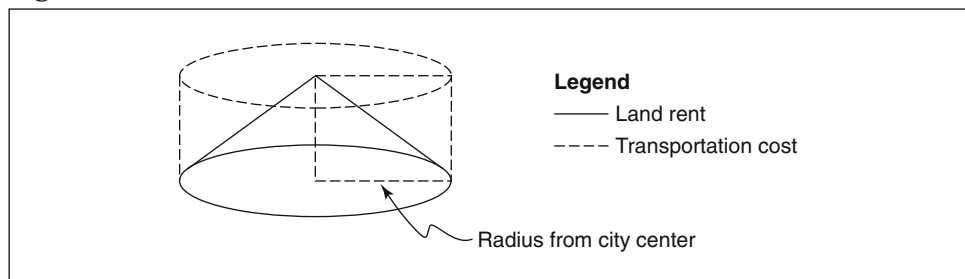 Legend
Land rent
Transportation cost
Radius from city center